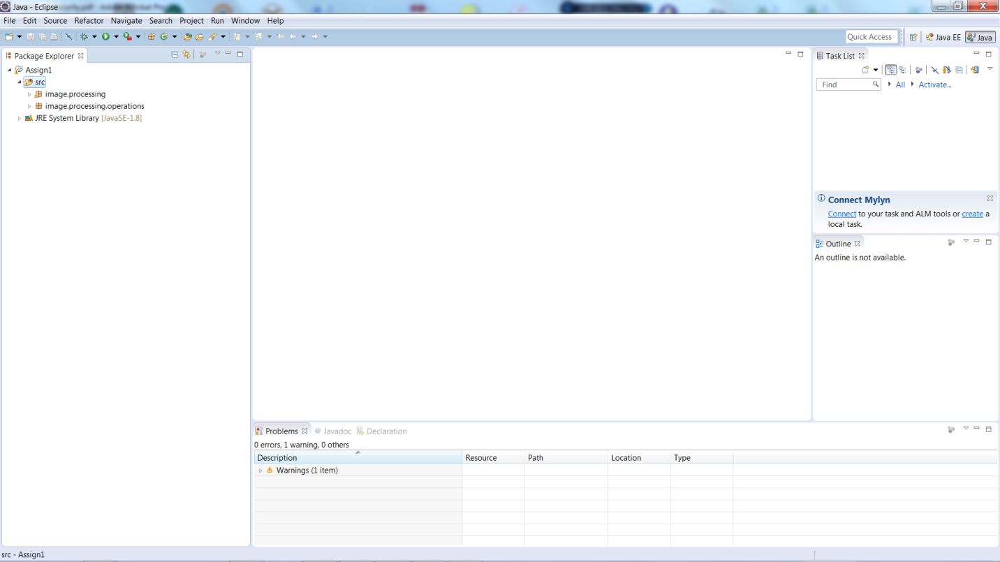 Java - Eclipse
File Edit Source Refactor Navigate Search Project Run Window Help
Quick Access Java EE Java
Package Explorer
Assign1
src
image.processing
image.processing.operations
JRE System Library [JavaSE-1.8]
Task List
Find All Activate...
Connect Mylyn
Connect to your task and ALM tools or create a
local task.
Outline
An outline is not available.
Problems Javadoc Declaration
0 errors, 1 warning, 0 others
Description Resource Path Location Type
Warnings (1 item)
src - Assign1